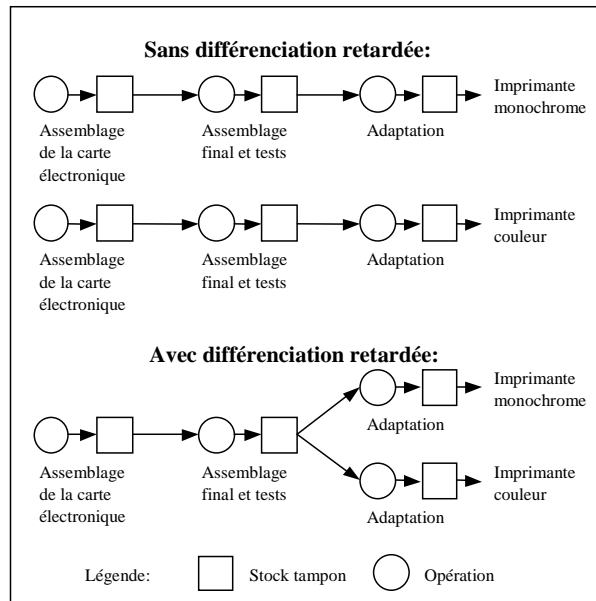 Sans différenciation retardée:
Assemblage
de la carte
électronique
Assemblage
final et tests
Adaptation
Imprimante
monochrome
Assemblage
de la carte
électronique
Assemblage
final et tests
Adaptation
Imprimante
couleur
Avec différenciation retardée:
Assemblage
de la carte
électronique
Assemblage
final et tests
Adaptation
Imprimante
monochrome
Adaptation
Imprimante
couleur
Légende:
Stock tampon
Opération